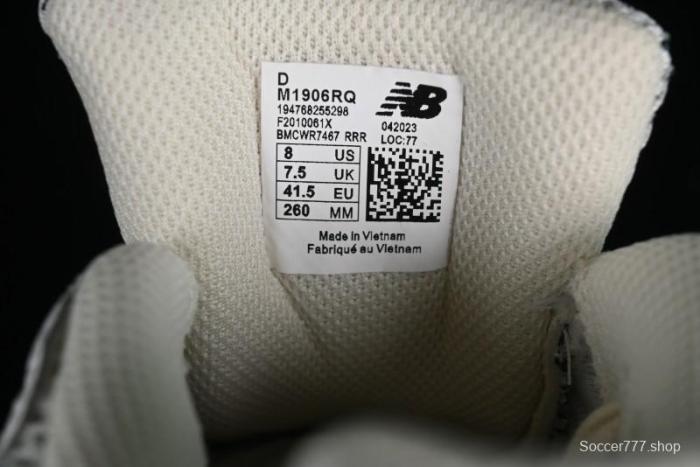 D
M1906RQ
194768255298
F2010061X
BMCWR7467 RRR
NB
042023
LOC:77
8 US
7.5 UK
41.5 EU
260 MM
Made in Vietnam
Fabriqué au Vietnam
Soccer777.shop